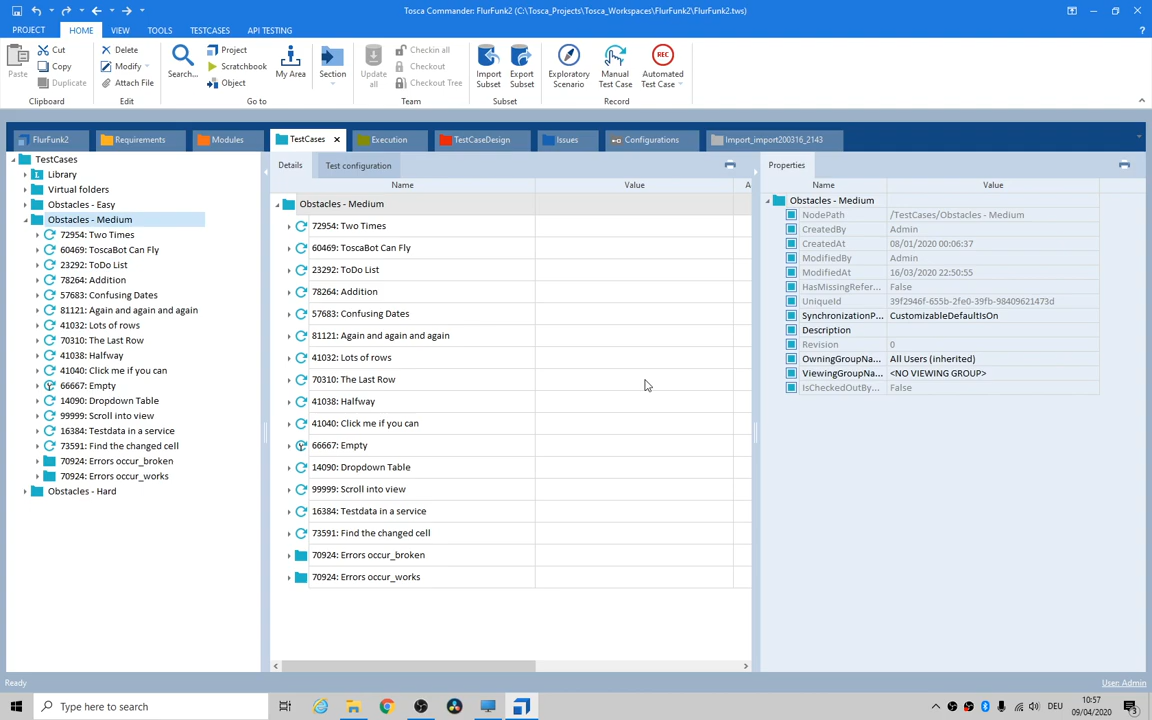 Tosca Commander: FlurFunk2 (C:\Tosca_Projects\Tosca_Workspaces\FlurFunk2\FlurFunk2.tws)
PROJECT HOME VIEW TOOLS TESTCASES API TESTING
Paste
Cut
Copy
Duplicate
Clipboard
Delete
Modify
Attach File
Edit
Search...
Project
Scratchbook
Object
My Area
Section
Go to
Update all
Checkin all
Checkout
Checkout Tree
Team
Import Subset
Export Subset
Subset
Exploratory Scenario
Manual Test Case
REC
Automated Test Case
Record
FlurFunk2 Requirements Modules TestCases Execution TestCaseDesign Issues Configurations Import_import200316_2143
TestCases
Library
Virtual folders
Obstacles - Easy
Obstacles - Medium
72954: Two Times
60469: ToscaBot Can Fly
23292: ToDo List
78264: Addition
57683: Confusing Dates
81121: Again and again and again
41032: Lots of rows
70310: The Last Row
41038: Halfway
41040: Click me if you can
66667: Empty
14090: Dropdown Table
99999: Scroll into view
16384: Testdata in a service
73591: Find the changed cell
70924: Errors occur_broken
70924: Errors occur_works
Obstacles - Hard
Details Test configuration
Name Value A
Obstacles - Medium
72954: Two Times
60469: ToscaBot Can Fly
23292: ToDo List
78264: Addition
57683: Confusing Dates
81121: Again and again and again
41032: Lots of rows
70310: The Last Row
41038: Halfway
41040: Click me if you can
66667: Empty
14090: Dropdown Table
99999: Scroll into view
16384: Testdata in a service
73591: Find the changed cell
70924: Errors occur_broken
70924: Errors occur_works
Properties
Name Value
Obstacles - Medium
NodePath /TestCases/Obstacles - Medium
CreatedBy Admin
CreatedAt 08/01/2020 00:06:37
ModifiedBy Admin
ModifiedAt 16/03/2020 22:50:55
HasMissingRefer... False
UniqueId 39f2946f-655b-2fe0-39fb-98409621473d
SynchronizationP... CustomizableDefaultIsOn
Description
Revision 0
OwningGroupNa... All Users (inherited)
ViewingGroupNa... <NO VIEWING GROUP>
IsCheckedOutBy... False
Ready User: Admin
Type here to search
DEU
10:57
09/04/2020
3